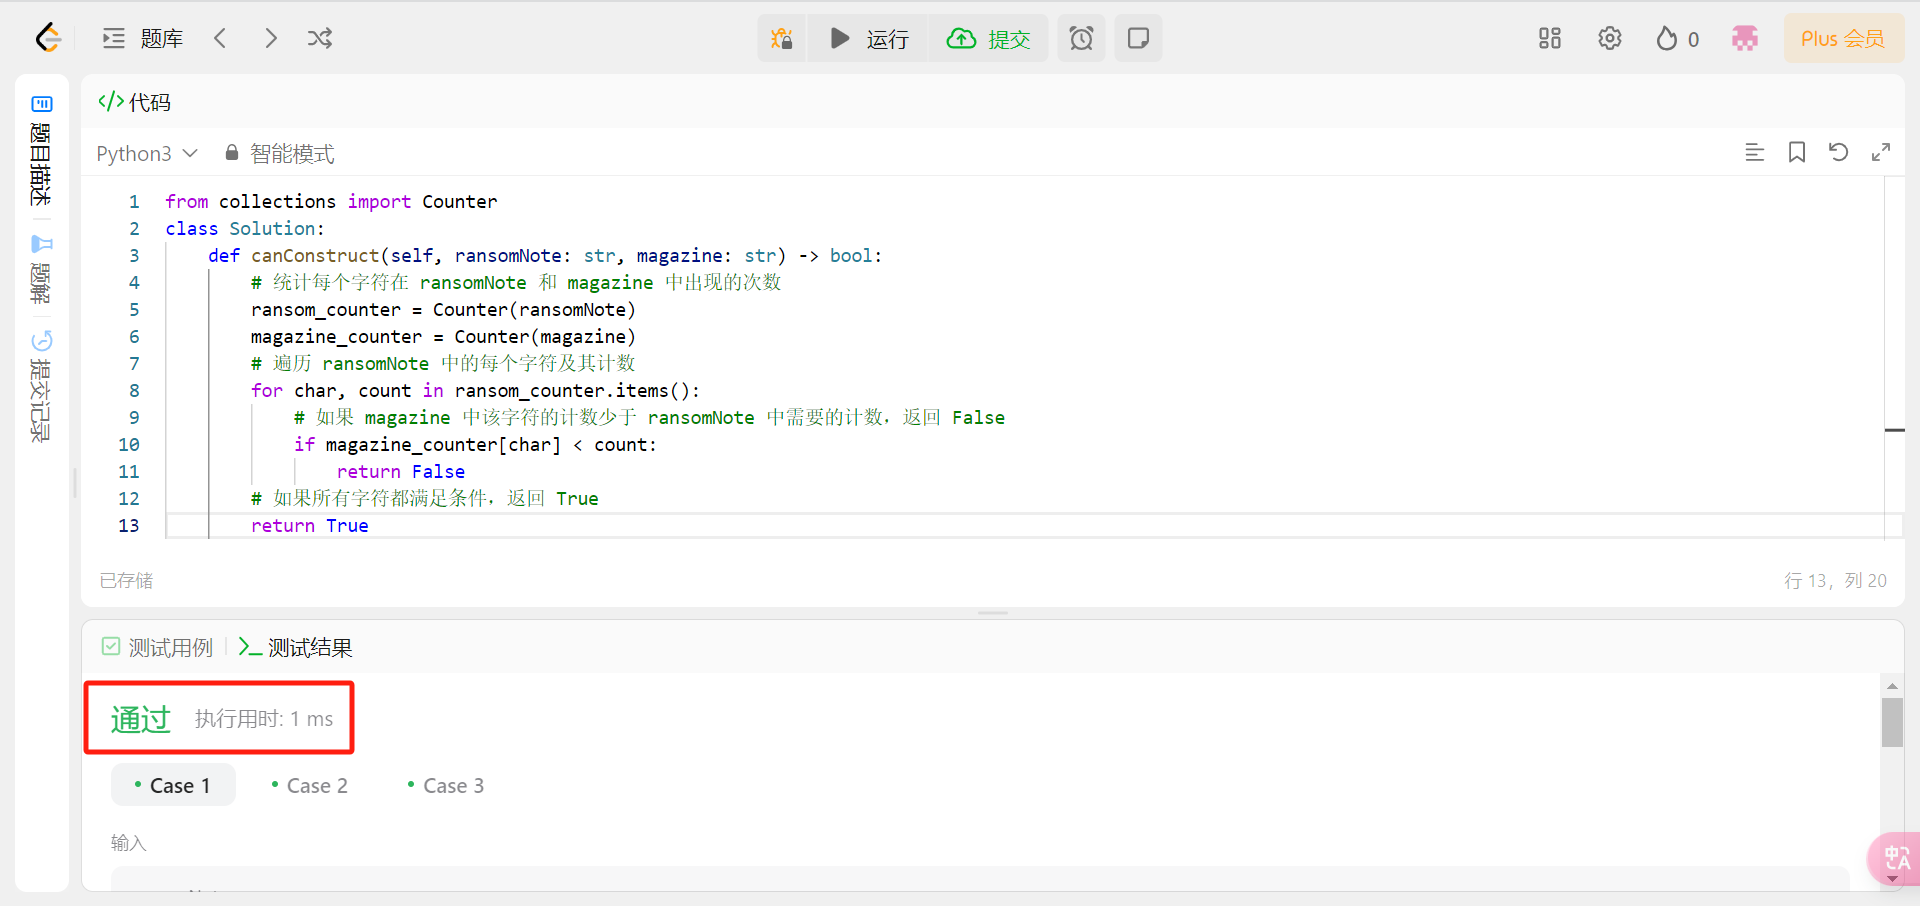 题库
运行
提交
0
Plus 会员
题目描述
题解
提交记录
</>代码
Python3
智能模式
1 from collections import Counter
2 class Solution:
3     def canConstruct(self, ransomNote: str, magazine: str) -> bool:
4         # 统计每个字符在 ransomNote 和 magazine 中出现的次数
5         ransom_counter = Counter(ransomNote)
6         magazine_counter = Counter(magazine)
7         # 遍历 ransomNote 中的每个字符及其计数
8         for char, count in ransom_counter.items():
9             # 如果 magazine 中该字符的计数少于 ransomNote 中需要的计数，返回 False
10             if magazine_counter[char] < count:
11                 return False
12         # 如果所有字符都满足条件，返回 True
13         return True
已存储
行 13，列 20
测试用例
测试结果
通过 执行用时: 1 ms
Case 1
Case 2
Case 3
输入